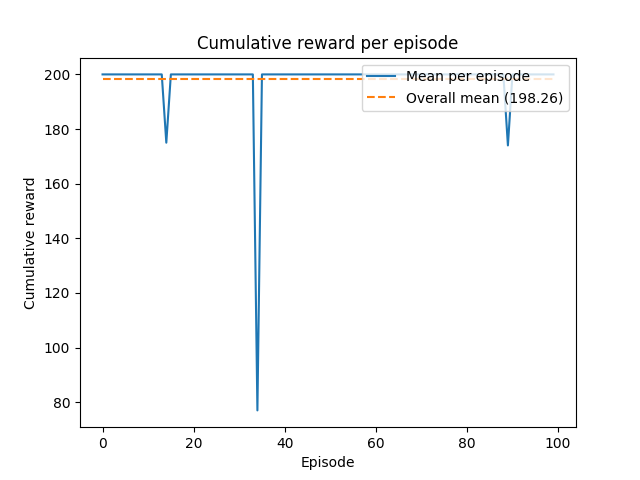 Cumulative reward per episode
200
180
160
140
120
100
80
Cumulative reward
Mean per episode
Overall mean (198.26)
0 20 40 60 80 100
Episode